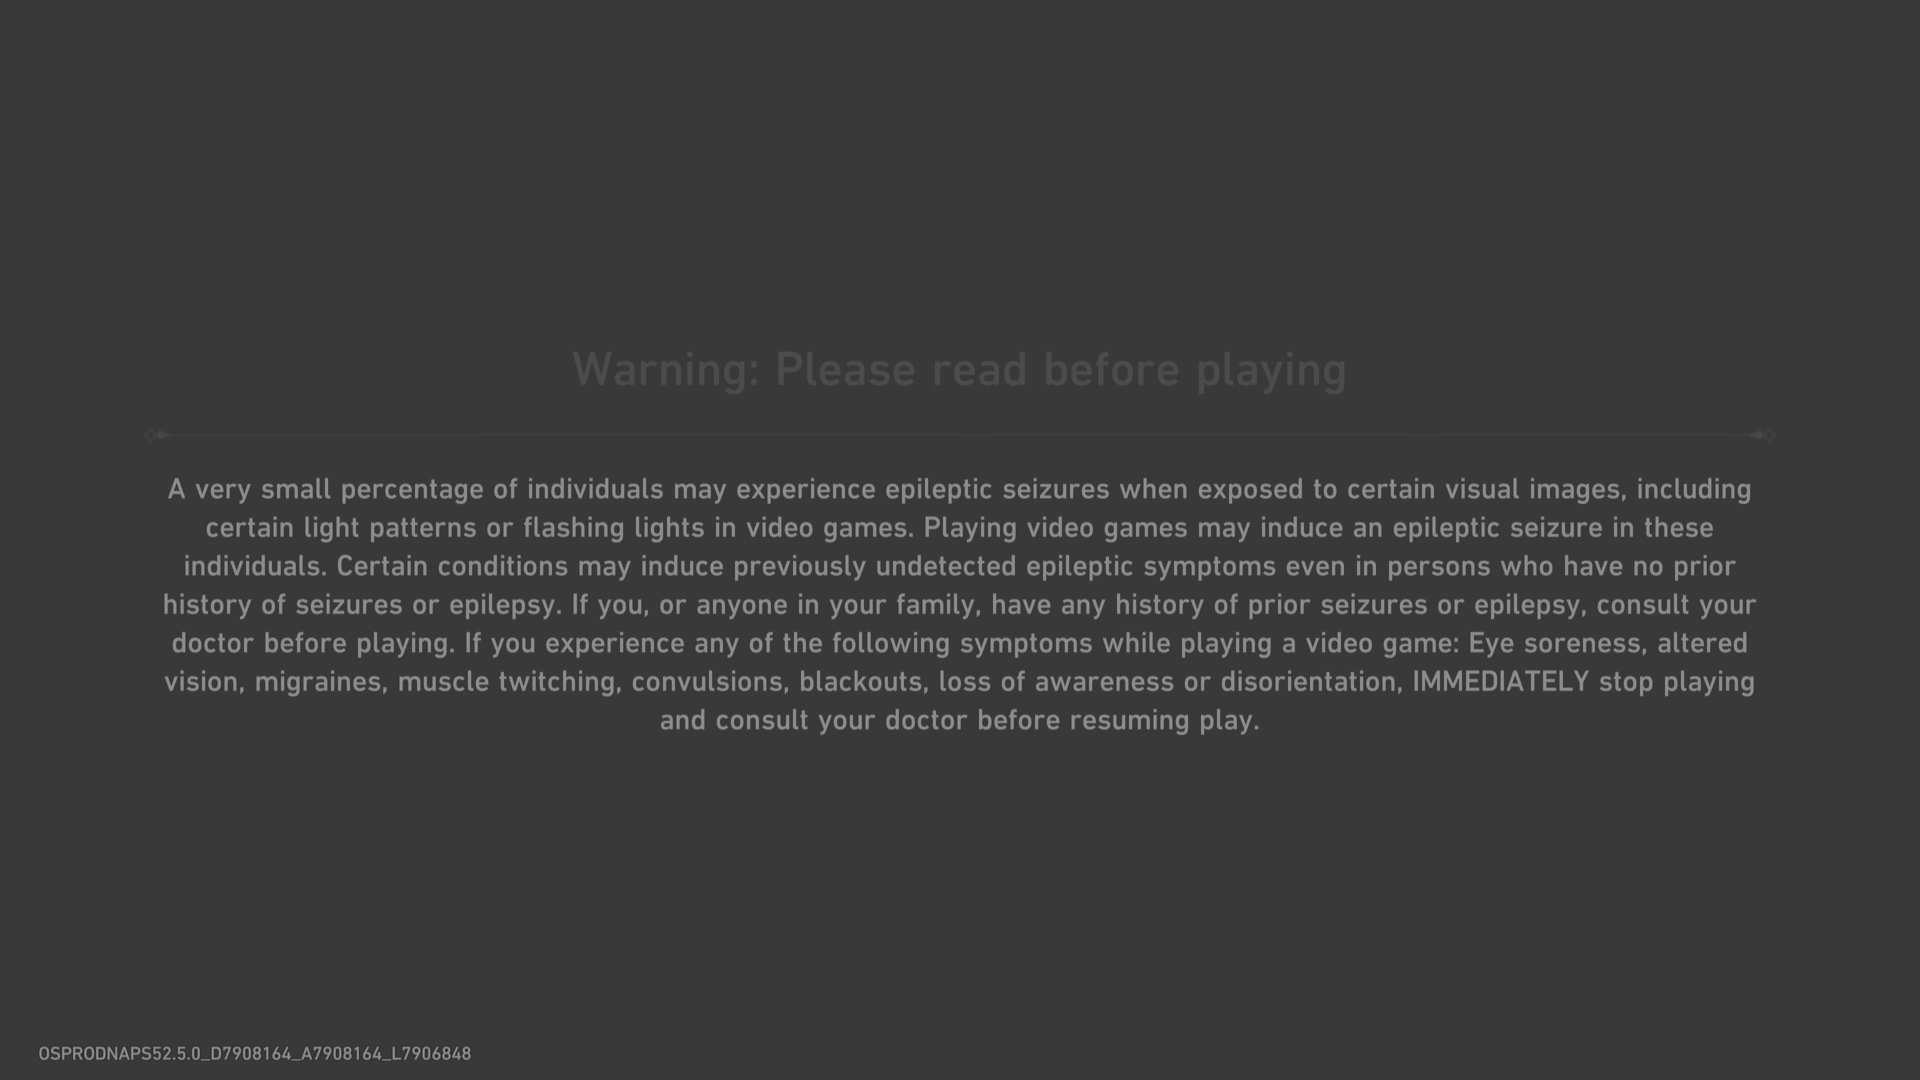 Warning: Please read before playing
A very small percentage of individuals may experience epileptic seizures when exposed to certain visual images, including
certain light patterns or flashing lights in video games. Playing video games may induce an epileptic seizure in these
individuals. Certain conditions may induce previously undetected epileptic symptoms even in persons who have no prior
history of seizures or epilepsy. If you, or anyone in your family, have any history of prior seizures or epilepsy, consult your
doctor before playing. If you experience any of the following symptoms while playing a video game: Eye soreness, altered
vision, migraines, muscle twitching, convulsions, blackouts, loss of awareness or disorientation, IMMEDIATELY stop playing
and consult your doctor before resuming play.
OSPRODNAPS52.5.0_D7908164_A7908164_L7906848